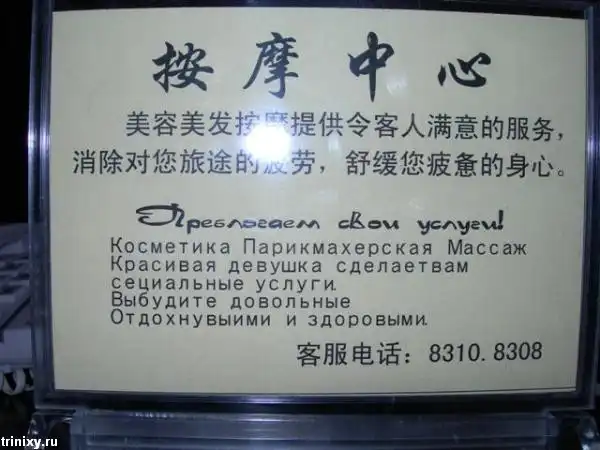 按摩中心
美容美发按摩提供令客人满意的服务，
消除对您旅途的疲劳，舒缓您疲惫的身心。
Преблогаем свои услуги!
Косметика Парикмахерская Массаж
Красивая девушка сделаетвам
сециальные услуги.
Выбудите довольные
Отдохнувыими и здоровыми.
客服电话：8310.8308
trinixy.ru